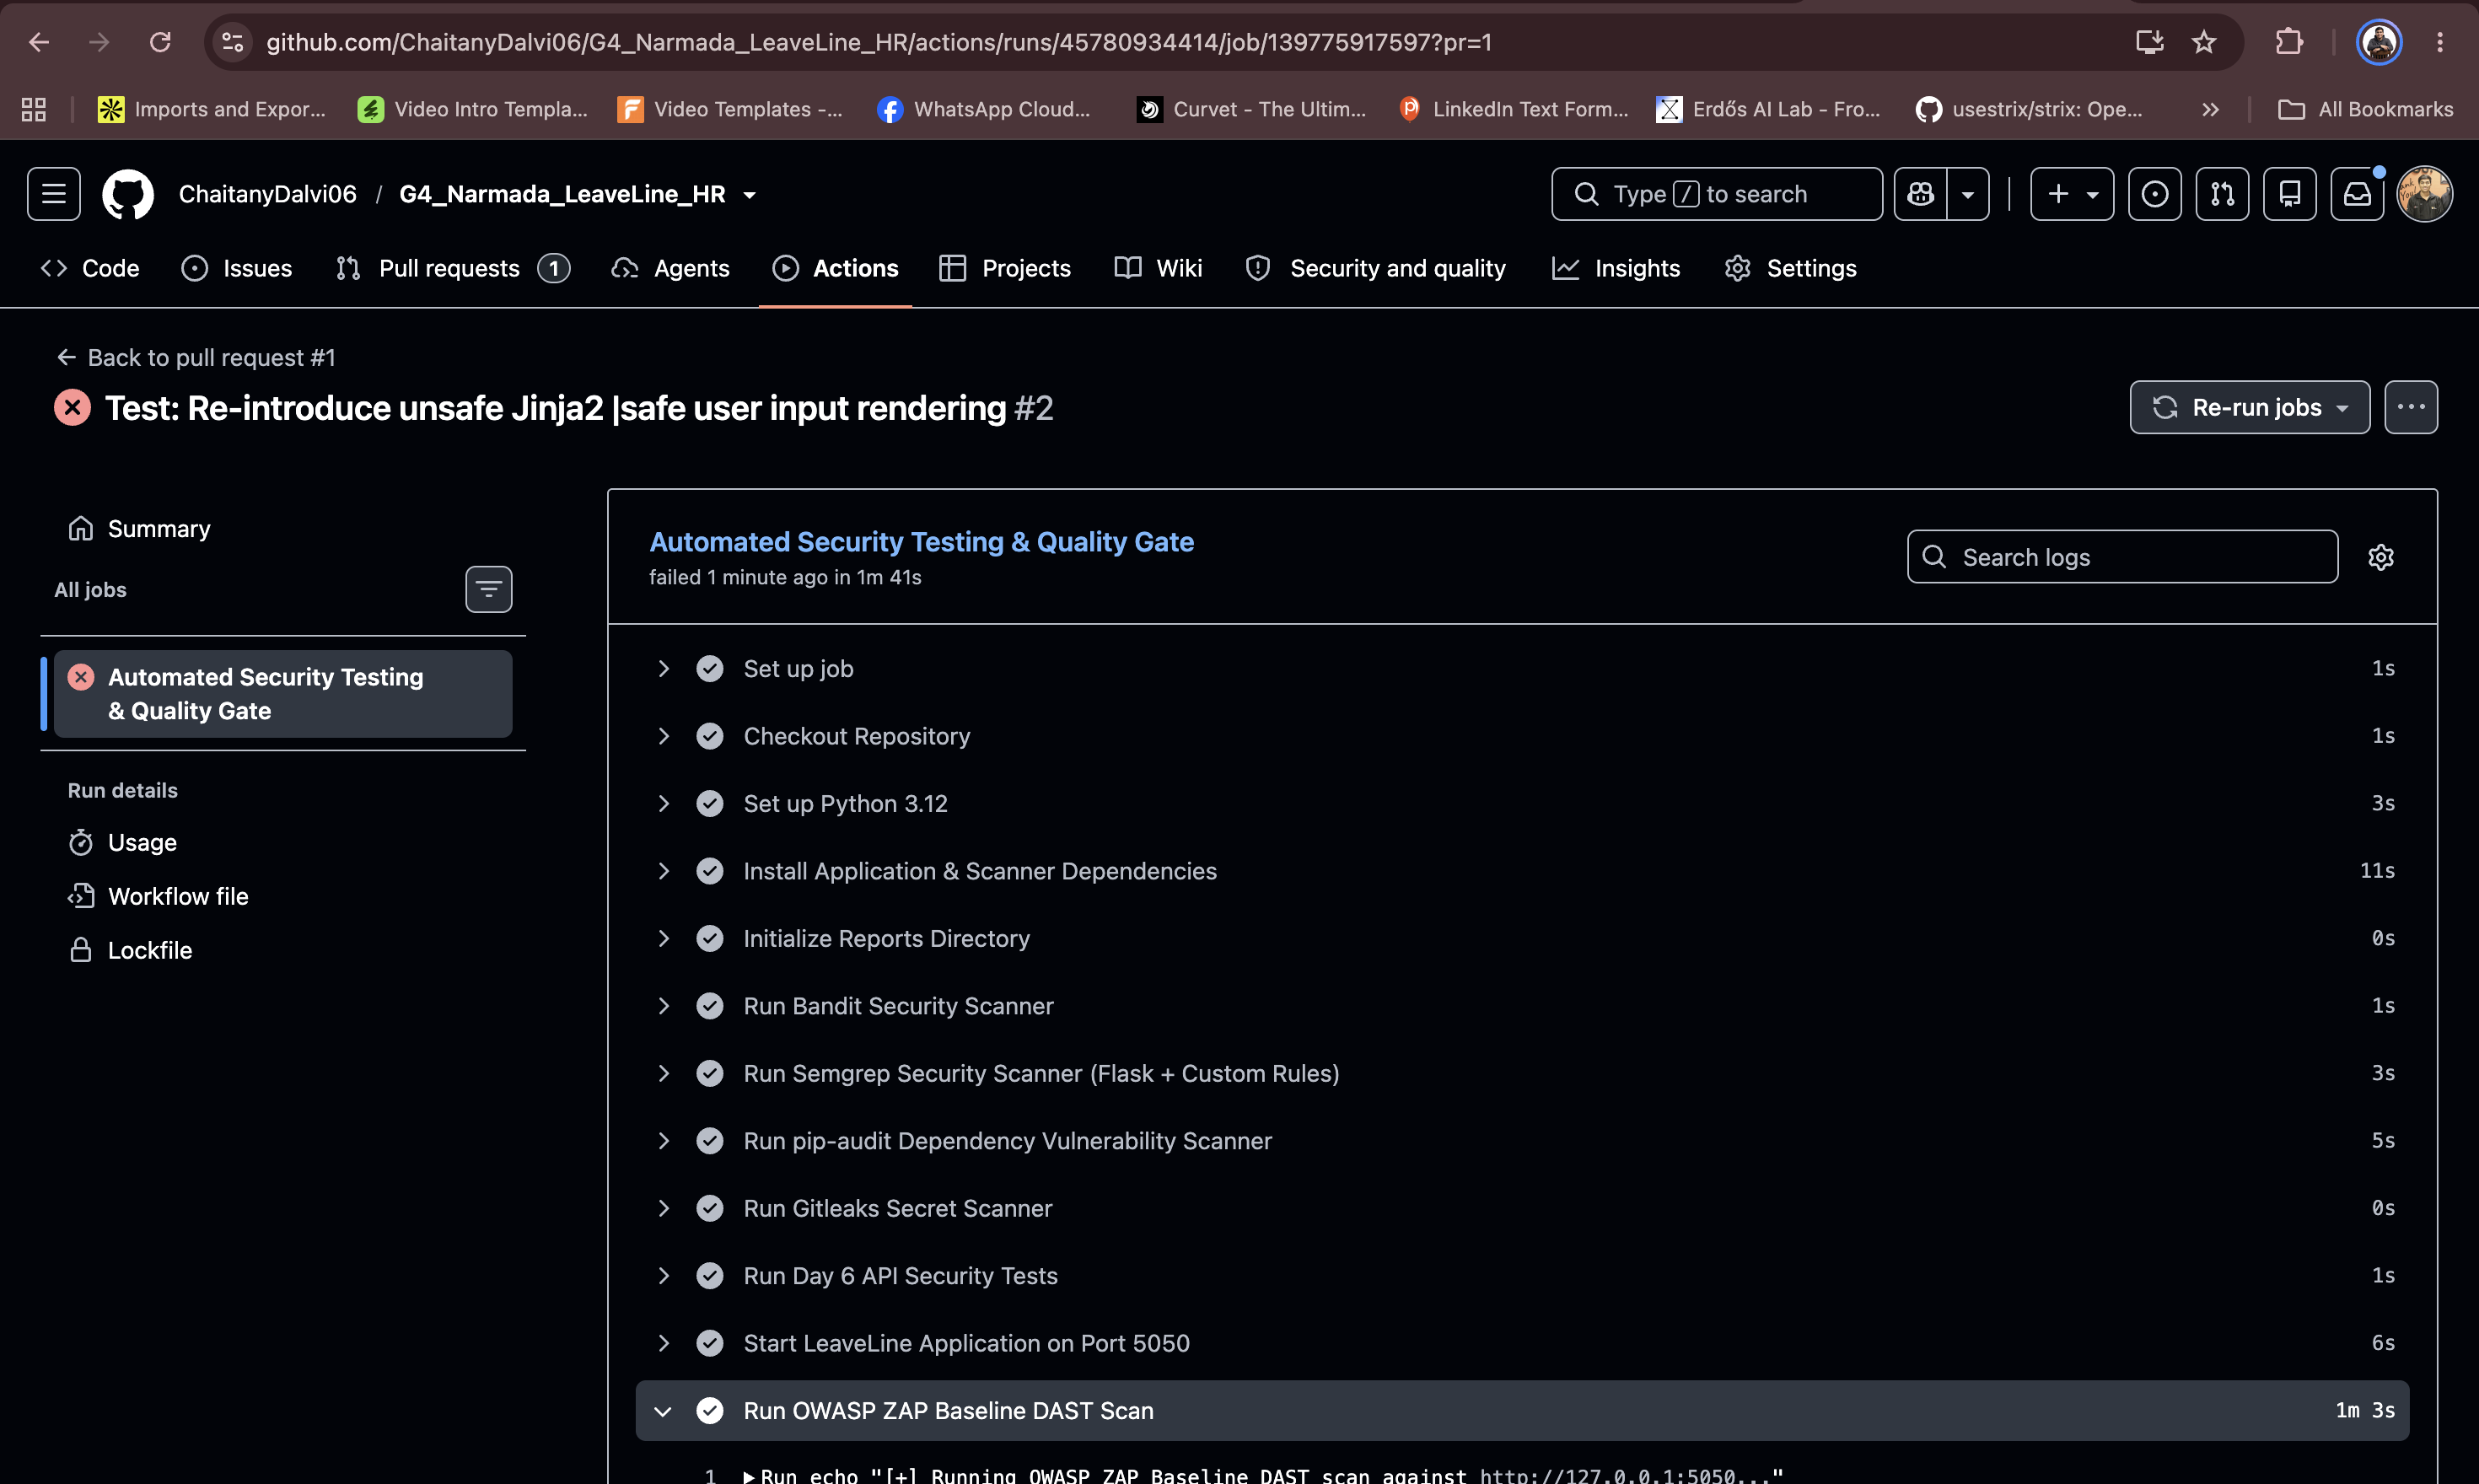 github.com/ChaitanyDalvi06/G4_Narmada_LeaveLine_HR/actions/runs/45780934414/job/139775917597?pr=1
Imports and Expor...
Video Intro Templa...
Video Templates -...
WhatsApp Cloud...
Curvet - The Ultim...
LinkedIn Text Form...
Erdős AI Lab - Fro...
usestrix/strix: Ope...
All Bookmarks
ChaitanyDalvi06 / G4_Narmada_LeaveLine_HR
Type / to search
Code
Issues
Pull requests 1
Agents
Actions
Projects
Wiki
Security and quality
Insights
Settings
Back to pull request #1
Test: Re-introduce unsafe Jinja2 |safe user input rendering #2
Re-run jobs
Summary
All jobs
Automated Security Testing
& Quality Gate
Run details
Usage
Workflow file
Lockfile
Automated Security Testing & Quality Gate
failed 1 minute ago in 1m 41s
Search logs
Set up job 1s
Checkout Repository 1s
Set up Python 3.12 3s
Install Application & Scanner Dependencies 11s
Initialize Reports Directory 0s
Run Bandit Security Scanner 1s
Run Semgrep Security Scanner (Flask + Custom Rules) 3s
Run pip-audit Dependency Vulnerability Scanner 5s
Run Gitleaks Secret Scanner 0s
Run Day 6 API Security Tests 1s
Start LeaveLine Application on Port 5050 6s
Run OWASP ZAP Baseline DAST Scan 1m 3s
1 Run echo "[+] Running OWASP ZAP Baseline DAST scan against http://127.0.0.1:5050..."